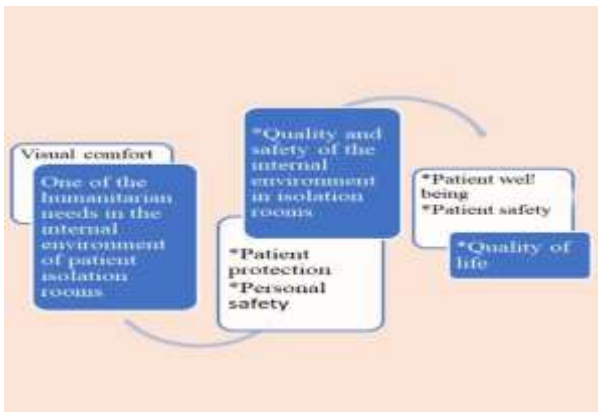 Visual comfort
One of the
humanitarian
needs in the
internal
environment
of patient
isolation
rooms
*Quality and
safety of the
internal
environment
in isolation
rooms
*Patient
protection
*Personal
safety
*Patient well
being
*Patient safety
*Quality of
life